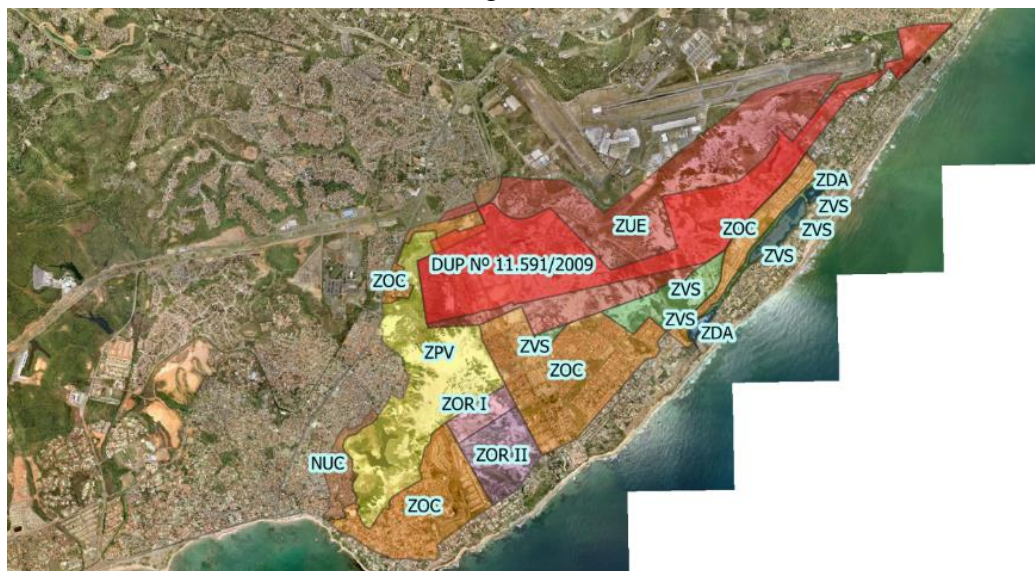 ZDA
ZVS
ZUE
ZOC
ZVS
ZVS
DUP Nº 11.591/2009
ZOC
ZVS
ZVS
ZDA
ZPV
ZVS
ZOC
ZOR I
ZOR II
NUC
ZOC